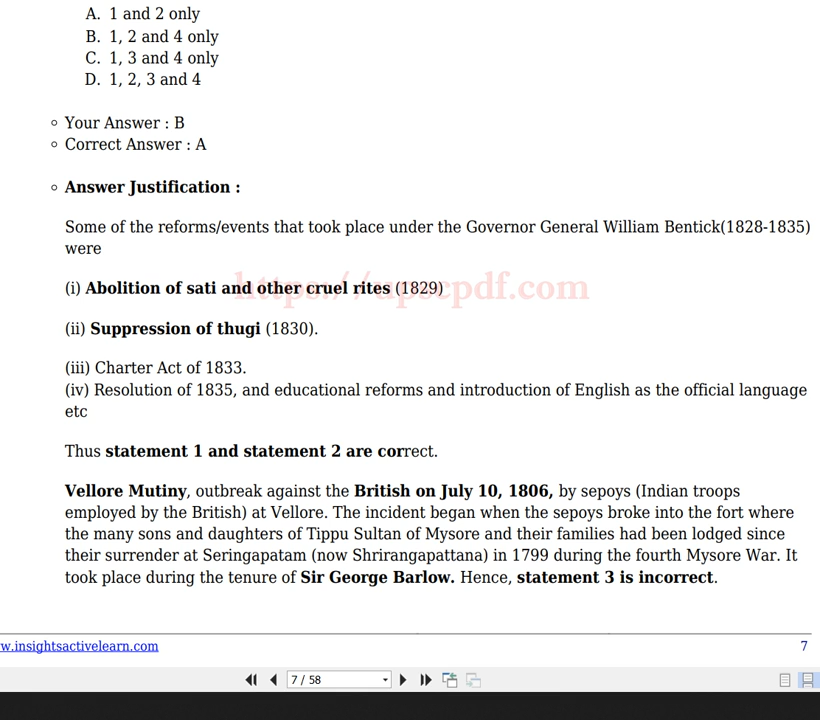 A. 1 and 2 only
B. 1, 2 and 4 only
C. 1, 3 and 4 only
D. 1, 2, 3 and 4
Your Answer : B
Correct Answer : A
Answer Justification :
Some of the reforms/events that took place under the Governor General William Bentick(1828-1835)
were
https://upscpdf.com
(i) Abolition of sati and other cruel rites (1829)
(ii) Suppression of thugi (1830).
(iii) Charter Act of 1833.
(iv) Resolution of 1835, and educational reforms and introduction of English as the official language
etc
Thus statement 1 and statement 2 are correct.
Vellore Mutiny, outbreak against the British on July 10, 1806, by sepoys (Indian troops
employed by the British) at Vellore. The incident began when the sepoys broke into the fort where
the many sons and daughters of Tippu Sultan of Mysore and their families had been lodged since
their surrender at Seringapatam (now Shrirangapattana) in 1799 during the fourth Mysore War. It
took place during the tenure of Sir George Barlow. Hence, statement 3 is incorrect.
w.insightsactivelearn.com 7
7 / 58